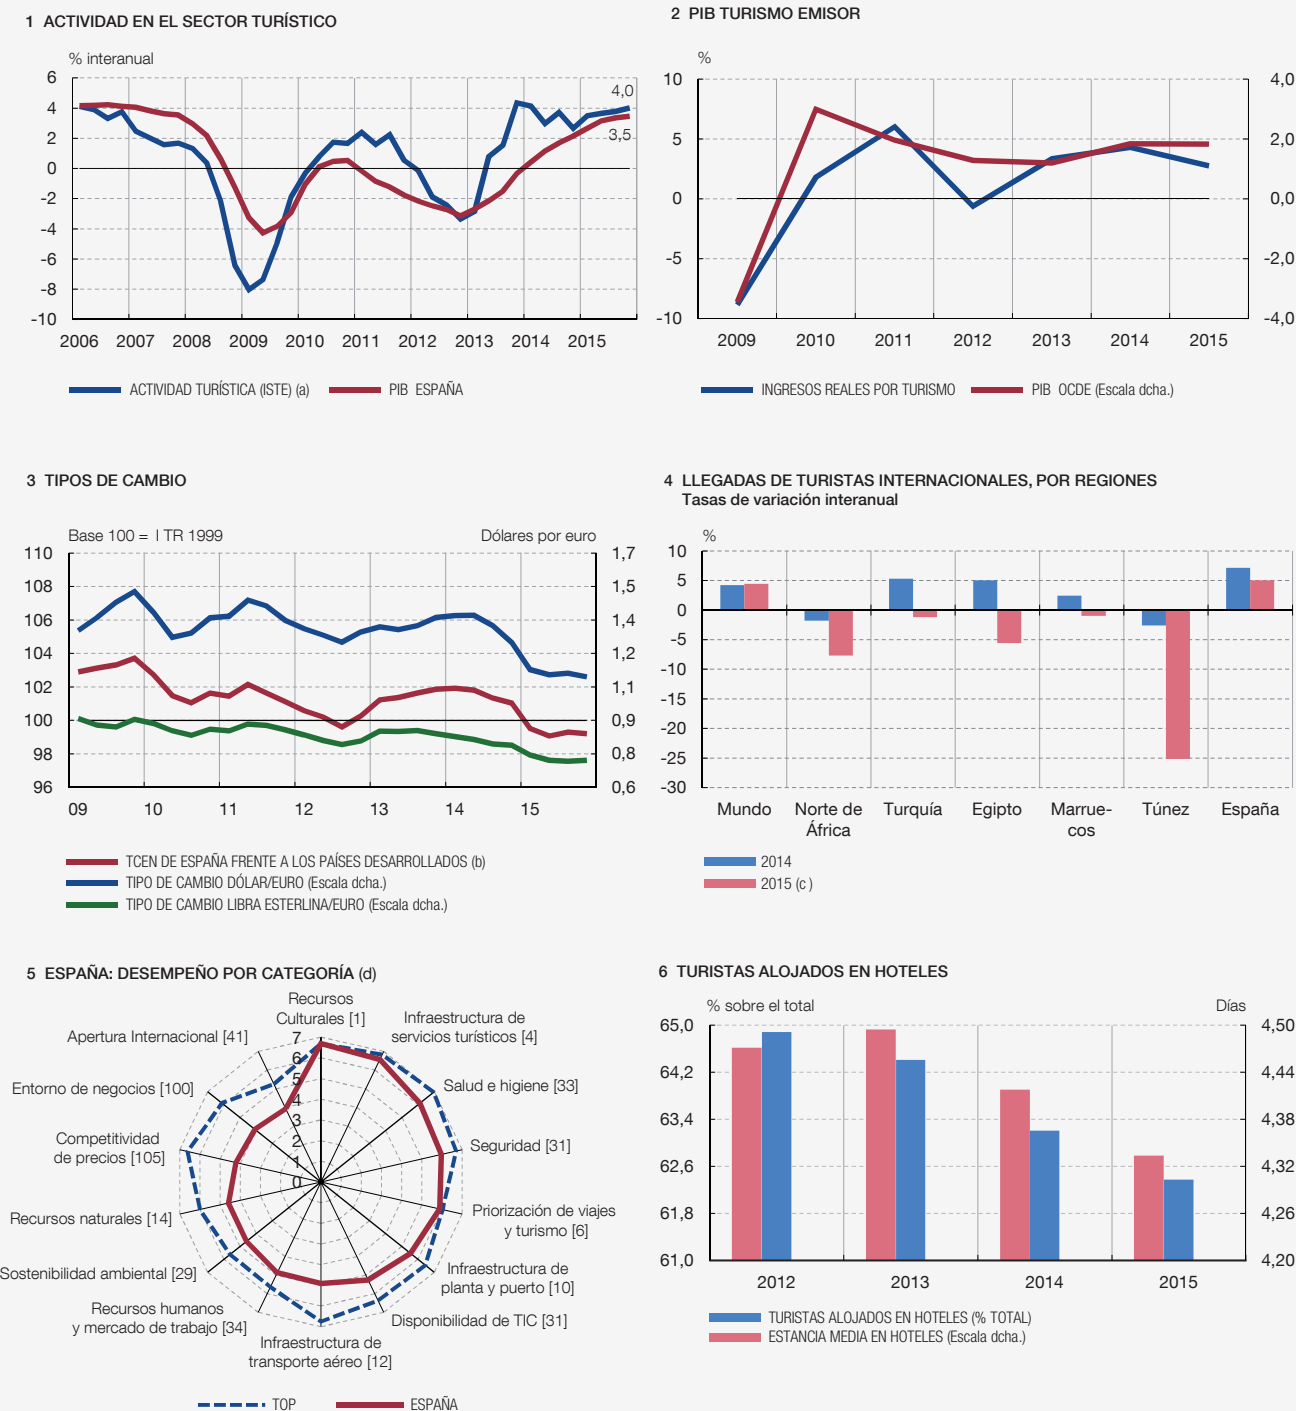 1 ACTIVIDAD EN EL SECTOR TURÍSTICO
% interanual
6
4
2
0
-2
-4
-6
-8
-10
4,0
3,5
2006 2007 2008 2009 2010 2011 2012 2013 2014 2015
ACTIVIDAD TURÍSTICA (ISTE) (a) PIB ESPAÑA
2 PIB TURISMO EMISOR
%
10
5
0
-5
-10
4,0
2,0
0,0
-2,0
-4,0
2009 2010 2011 2012 2013 2014 2015
INGRESOS REALES POR TURISMO PIB OCDE (Escala dcha.)
3 TIPOS DE CAMBIO
Base 100 = I TR 1999 Dólares por euro
110
108
106
104
102
100
98
96
1,7
1,5
1,4
1,2
1,1
0,9
0,8
0,6
09 10 11 12 13 14 15
TCEN DE ESPAÑA FRENTE A LOS PAÍSES DESARROLLADOS (b)
TIPO DE CAMBIO DÓLAR/EURO (Escala dcha.)
TIPO DE CAMBIO LIBRA ESTERLINA/EURO (Escala dcha.)
4 LLEGADAS DE TURISTAS INTERNACIONALES, POR REGIONES
Tasas de variación interanual
%
10
5
0
-5
-10
-15
-20
-25
-30
Mundo Norte de Turquía Egipto Marrue- Túnez España
África cos
2014
2015 (c )
5 ESPAÑA: DESEMPEÑO POR CATEGORÍA (d)
Recursos
Culturales [1]
Infraestructura de
servicios turísticos [4]
Salud e higiene [33]
Seguridad [31]
Priorización de viajes
y turismo [6]
Infraestructura de
planta y puerto [10]
Disponibilidad de TIC [31]
Infraestructura de
transporte aéreo [12]
Recursos humanos
y mercado de trabajo [34]
Sostenibilidad ambiental [29]
Recursos naturales [14]
Competitividad
de precios [105]
Entorno de negocios [100]
Apertura Internacional [41]
7
6
5
4
3
2
1
0
TOP ESPAÑA
6 TURISTAS ALOJADOS EN HOTELES
% sobre el total Días
65,0
64,2
63,4
62,6
61,8
61,0
4,50
4,44
4,38
4,32
4,26
4,20
2012 2013 2014 2015
TURISTAS ALOJADOS EN HOTELES (% TOTAL)
ESTANCIA MEDIA EN HOTELES (Escala dcha.)